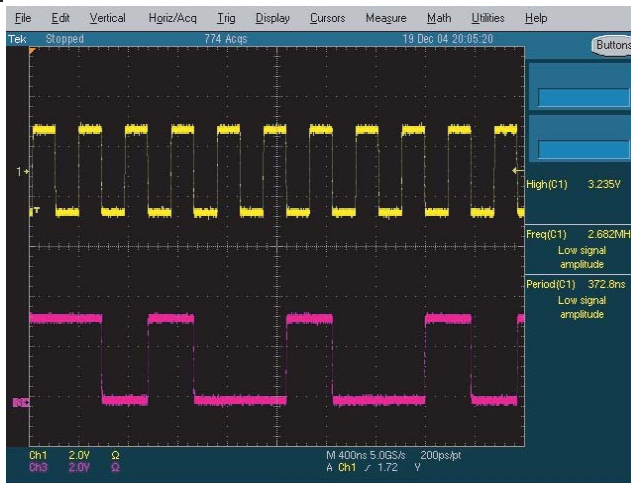 File Edit Vertical Horiz/Acq Trig Display Cursors Measure Math Utilities Help
Tek Stopped 774 Acqs 19 Dec 04 20:05:20 Buttons
1
High(C1) 3.235V
T
Freq(C1) 2.682MH
Low signal
amplitude
Period(C1) 372.8ns
Low signal
amplitude
3
Ch1 2.0V Ω M 400ns 5.0GS/s 200ps/pt
Ch3 2.0V Ω A Ch1 / 1.72 V